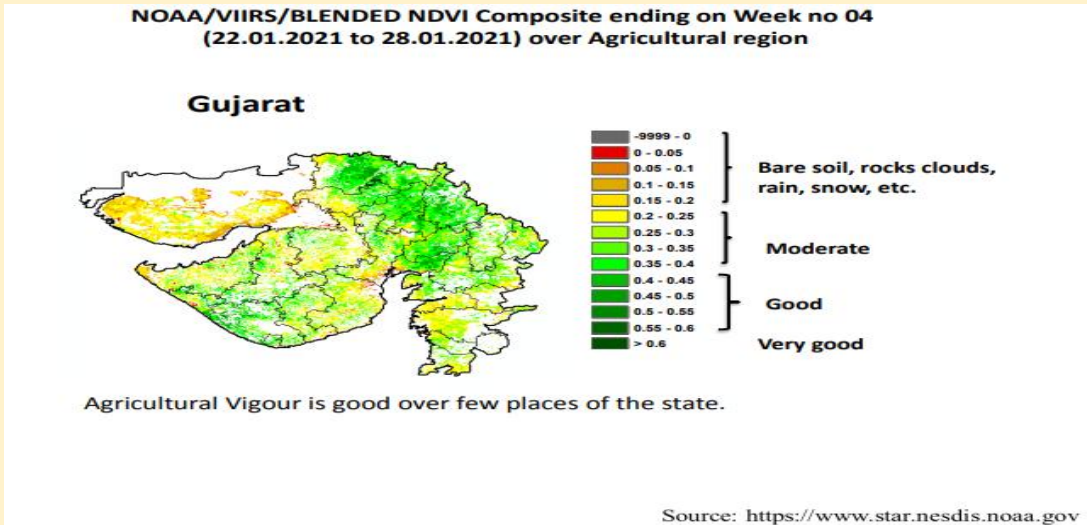 NOAA/VIIRS/BLENDED NDVI Composite ending on Week no 04
(22.01.2021 to 28.01.2021) over Agricultural region
Gujarat
-9999 - 0
0 - 0.05
0.05 - 0.1
0.1 - 0.15
0.15 - 0.2
0.2 - 0.25
0.25 - 0.3
0.3 - 0.35
0.35 - 0.4
0.4 - 0.45
0.45 - 0.5
0.5 - 0.55
0.55 - 0.6
> 0.6
Bare soil, rocks clouds,
rain, snow, etc.
Moderate
Good
Very good
Agricultural Vigour is good over few places of the state.
Source: https://www.star.nesdis.noaa.gov